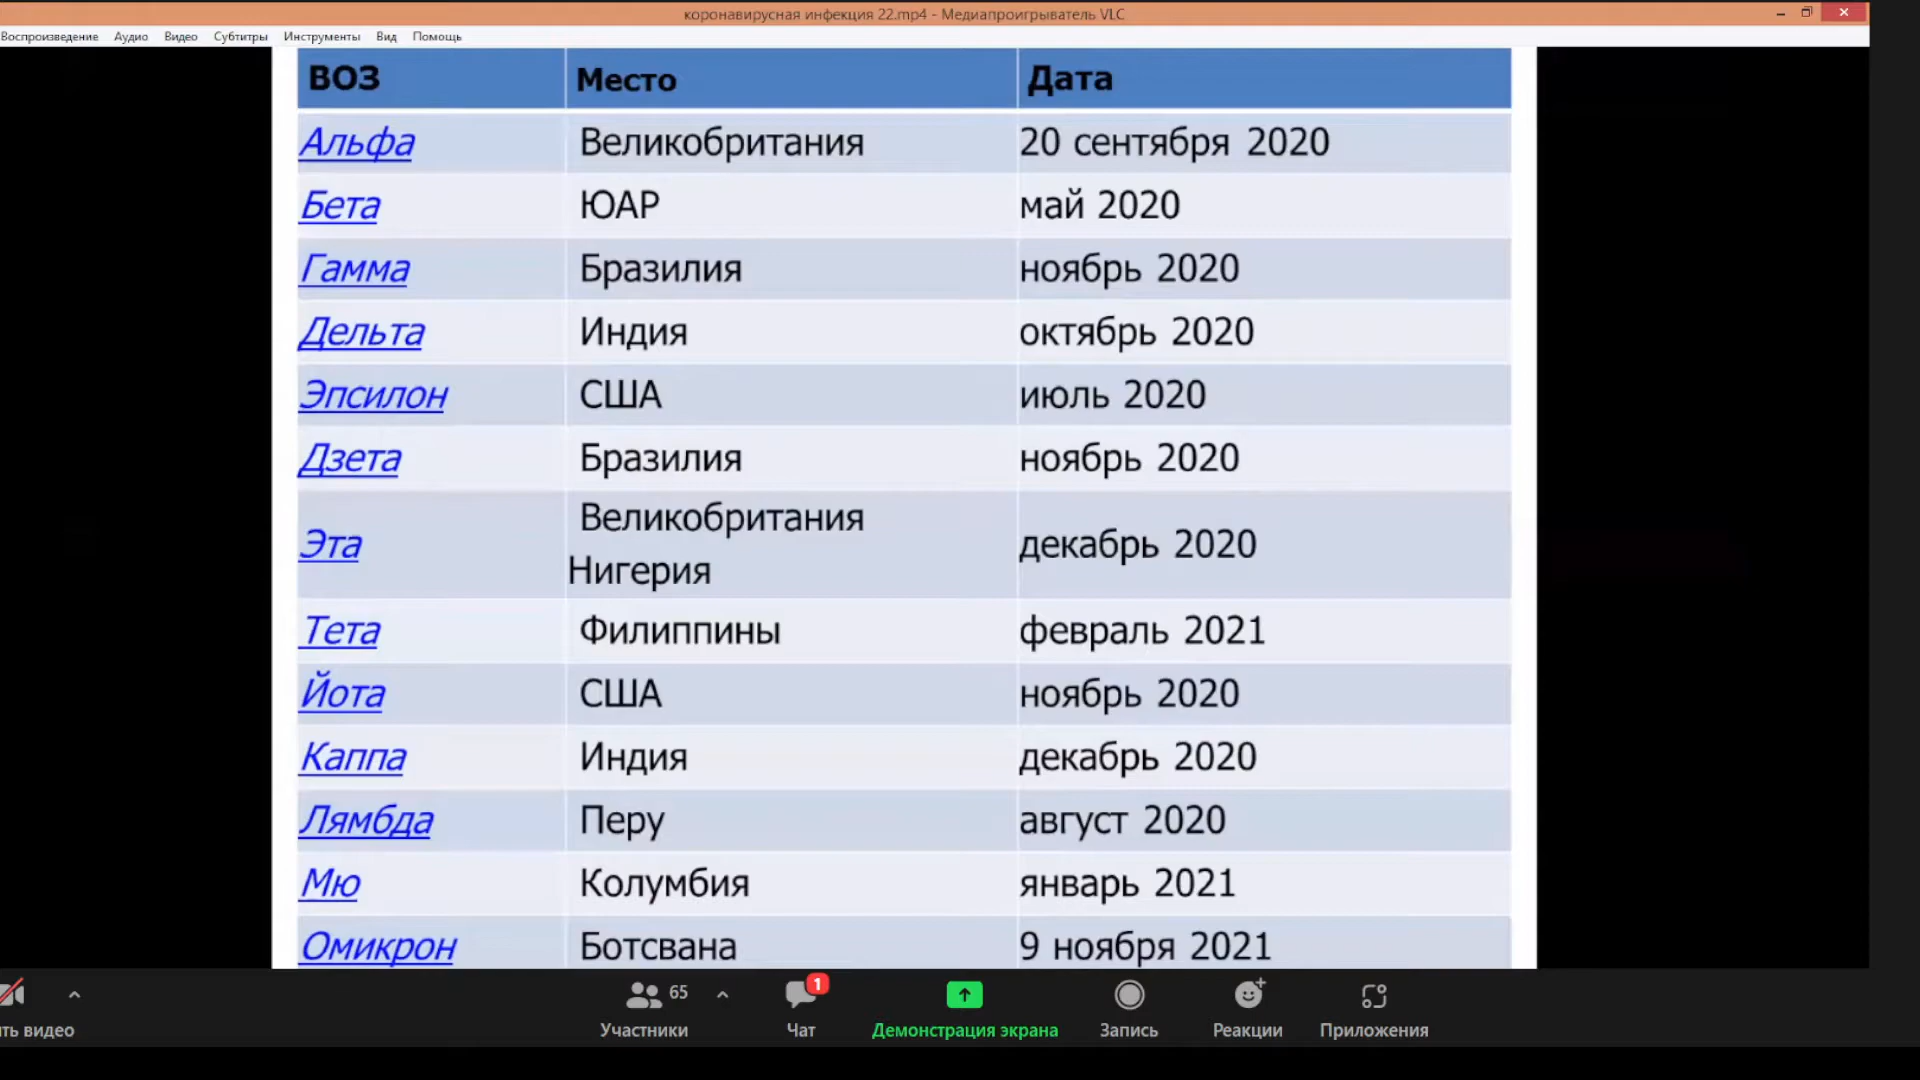 коронавирусная инфекция 22.mp4 - Медиапроигрыватель VLC
Воспроизведение Аудио Видео Субтитры Инструменты Вид Помощь
ВОЗ Место Дата
Альфа Великобритания 20 сентября 2020
Бета ЮАР май 2020
Гамма Бразилия ноябрь 2020
Дельта Индия октябрь 2020
Эпсилон США июль 2020
Дзета Бразилия ноябрь 2020
Эта Великобритания декабрь 2020
Нигерия
Тета Филиппины февраль 2021
Йота США ноябрь 2020
Каппа Индия декабрь 2020
Лямбда Перу август 2020
Мю Колумбия январь 2021
Омикрон Ботсвана 9 ноября 2021
65 1
ть видео Участники Чат Демонстрация экрана Запись Реакции Приложения